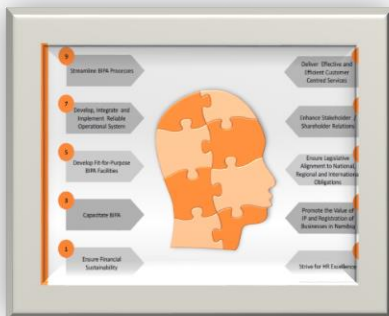 9
Streamline BIPA Processes
7
Develop, Integrate and
Implement Reliable
Operational System
5
Develop Fit-for-Purpose
BIPA Facilities
3
Capacitate BIPA
1
Ensure Financial
Sustainability
Deliver Effective and
Efficient Customer
Centred Services
Enhance Stakeholder /
Shareholder Relations
Ensure Legislative
Alignment to National,
Regional and Internationa
Obligations
Promote the Value of
IP and Registration of
Businesses in Namibia
Strive for HR Excellence